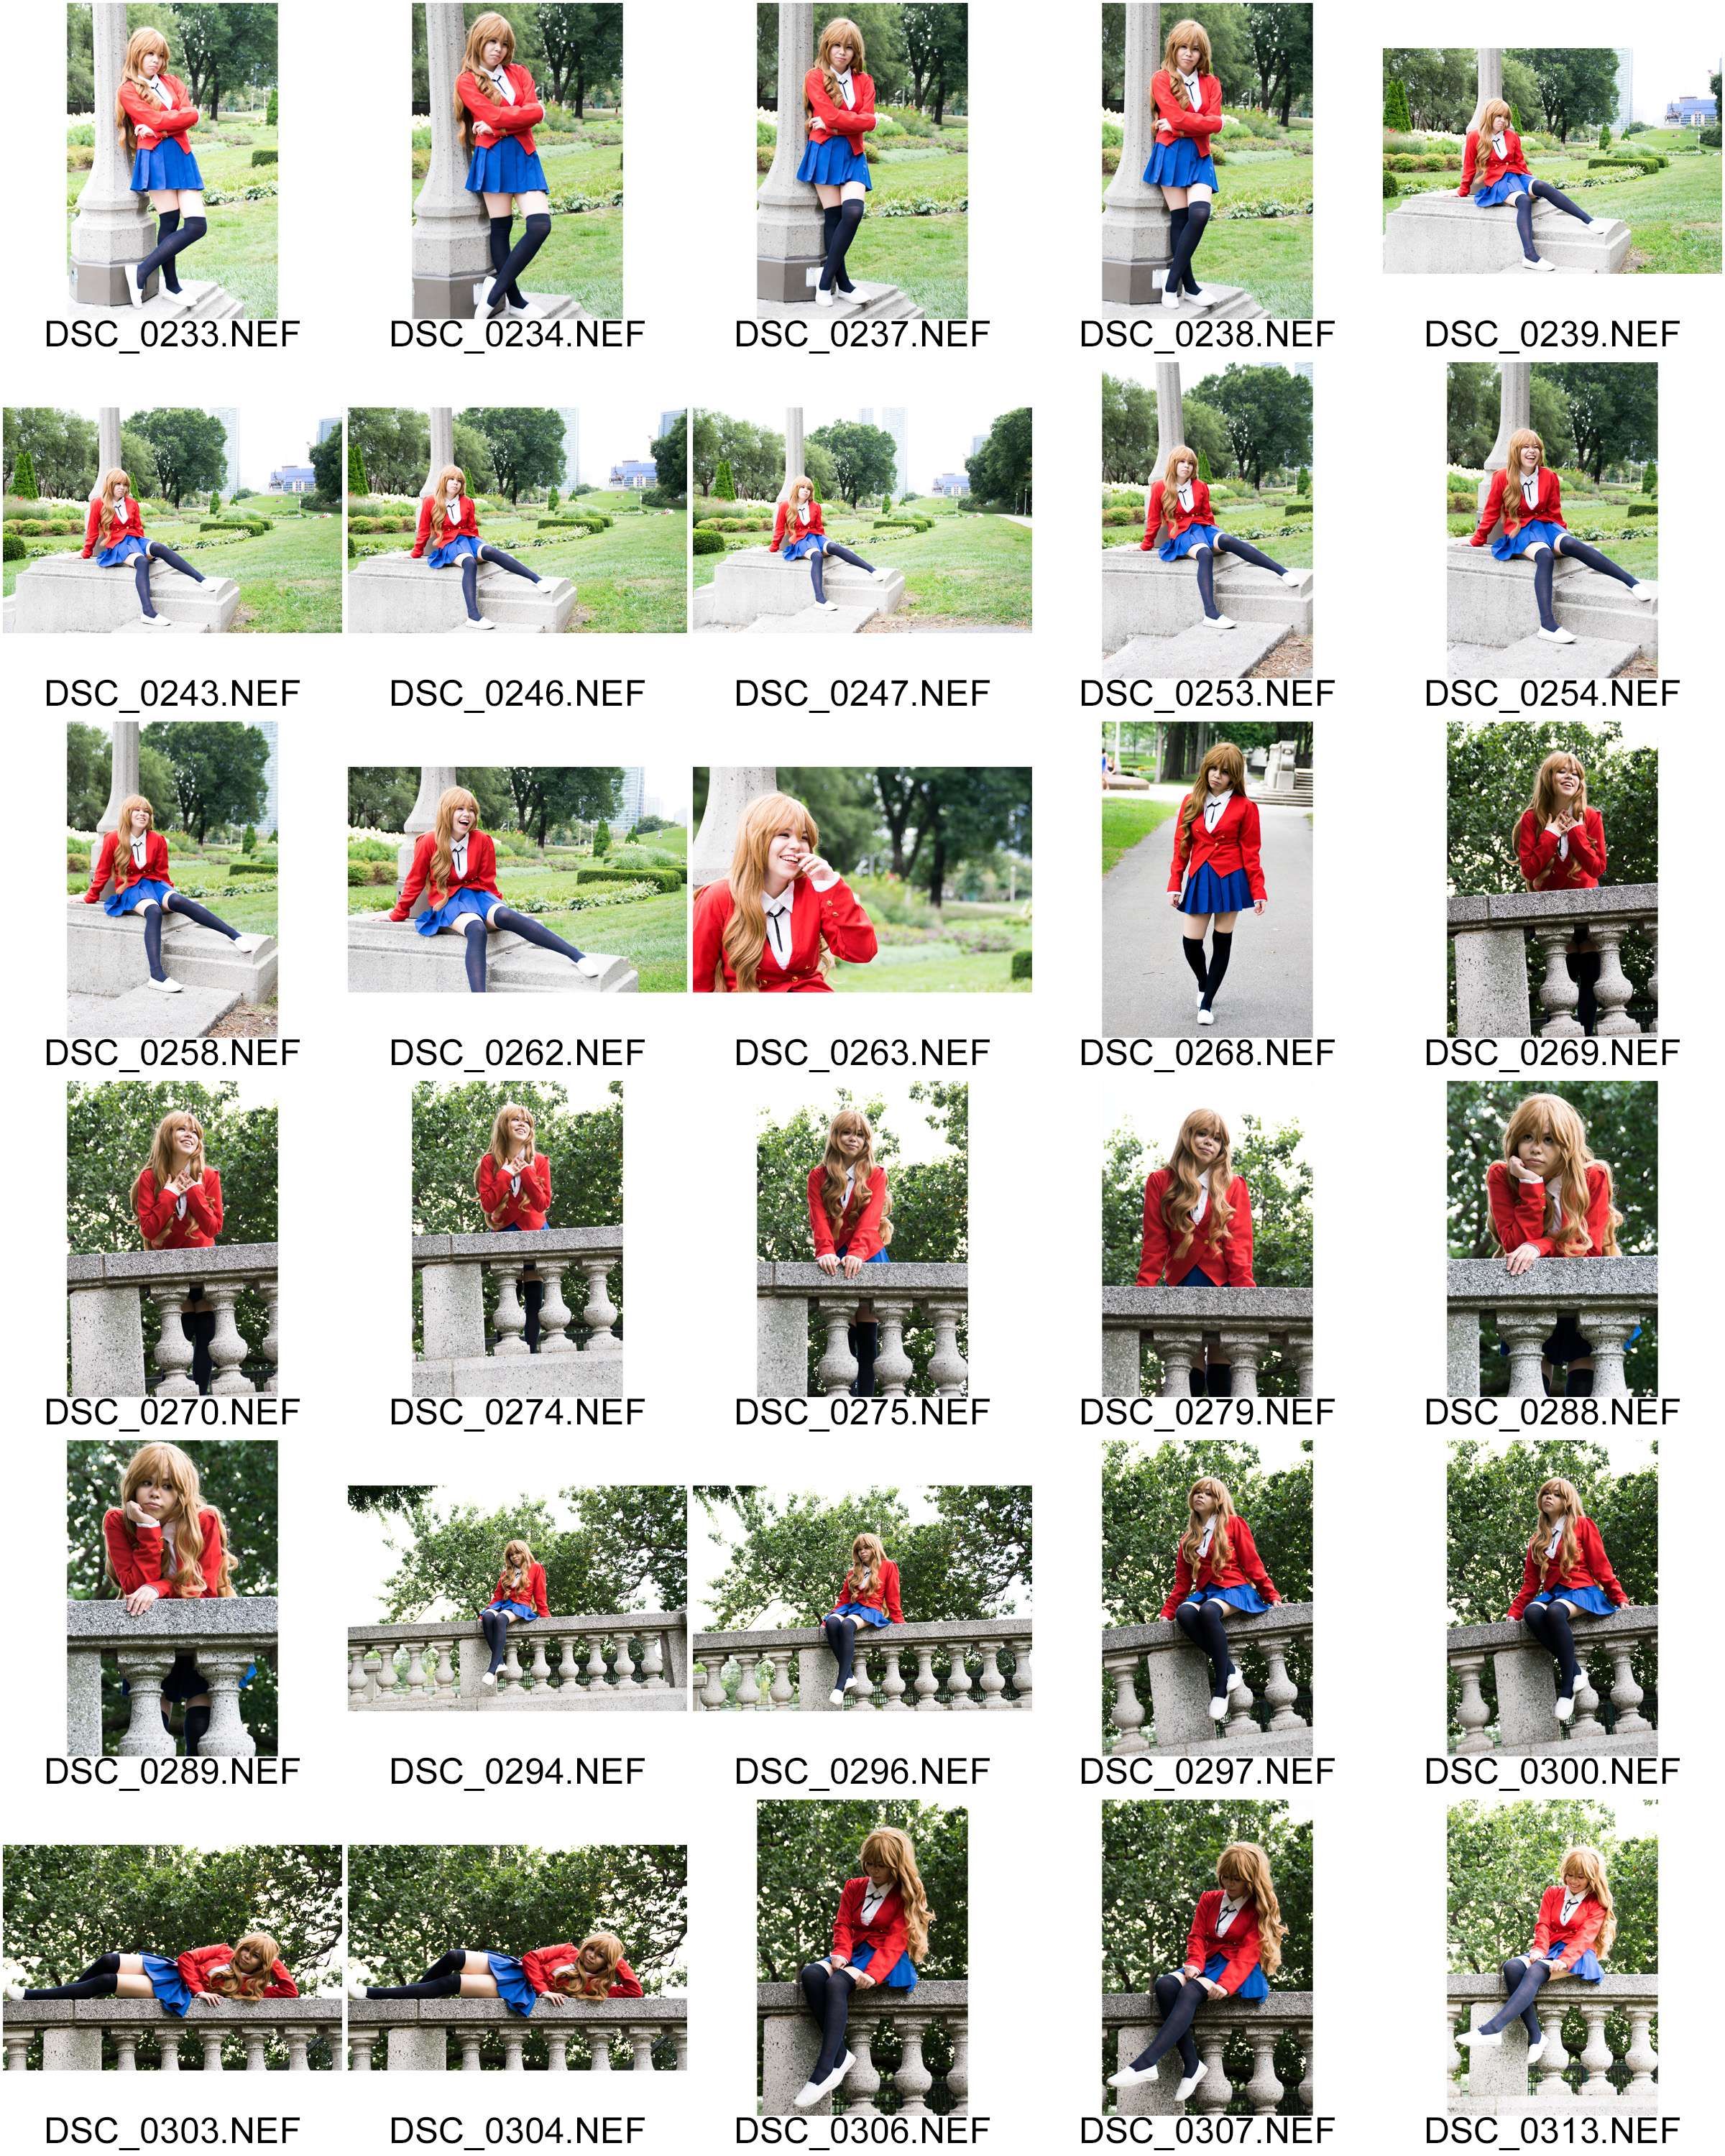 DSC_0233.NEF DSC_0234.NEF DSC_0237.NEF DSC_0238.NEF DSC_0239.NEF
DSC_0243.NEF DSC_0246.NEF DSC_0247.NEF DSC_0253.NEF DSC_0254.NEF
DSC_0258.NEF DSC_0262.NEF DSC_0263.NEF DSC_0268.NEF DSC_0269.NEF
DSC_0270.NEF DSC_0274.NEF DSC_0275.NEF DSC_0279.NEF DSC_0288.NEF
DSC_0289.NEF DSC_0294.NEF DSC_0296.NEF DSC_0297.NEF DSC_0300.NEF
DSC_0303.NEF DSC_0304.NEF DSC_0306.NEF DSC_0307.NEF DSC_0313.NEF